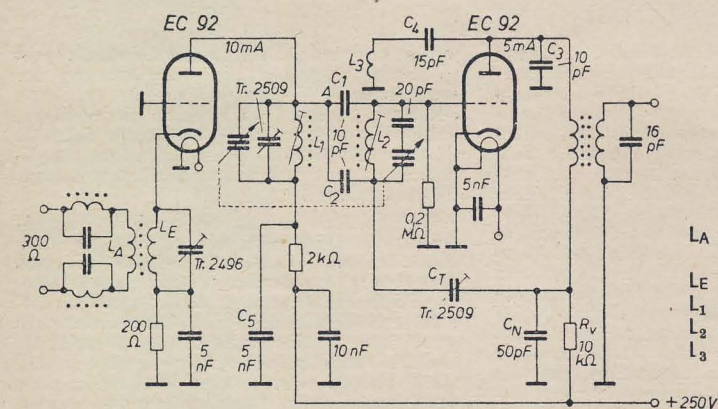 EC 92
EC 92
10mA
Tr. 2509
L1
Δ
C1
10 pF
C2
L2
L3
C4
15pF
20 pF
5mA
C3
10 pF
16 pF
5nF
0,2 MΩ
300 Ω
LA
LE
Tr. 2496
200 Ω
5 nF
C5
5 nF
2kΩ
10nF
CT
Tr. 2509
CN
50pF
Rv
10 kΩ
+250V
LA
LE
L1
L2
L3